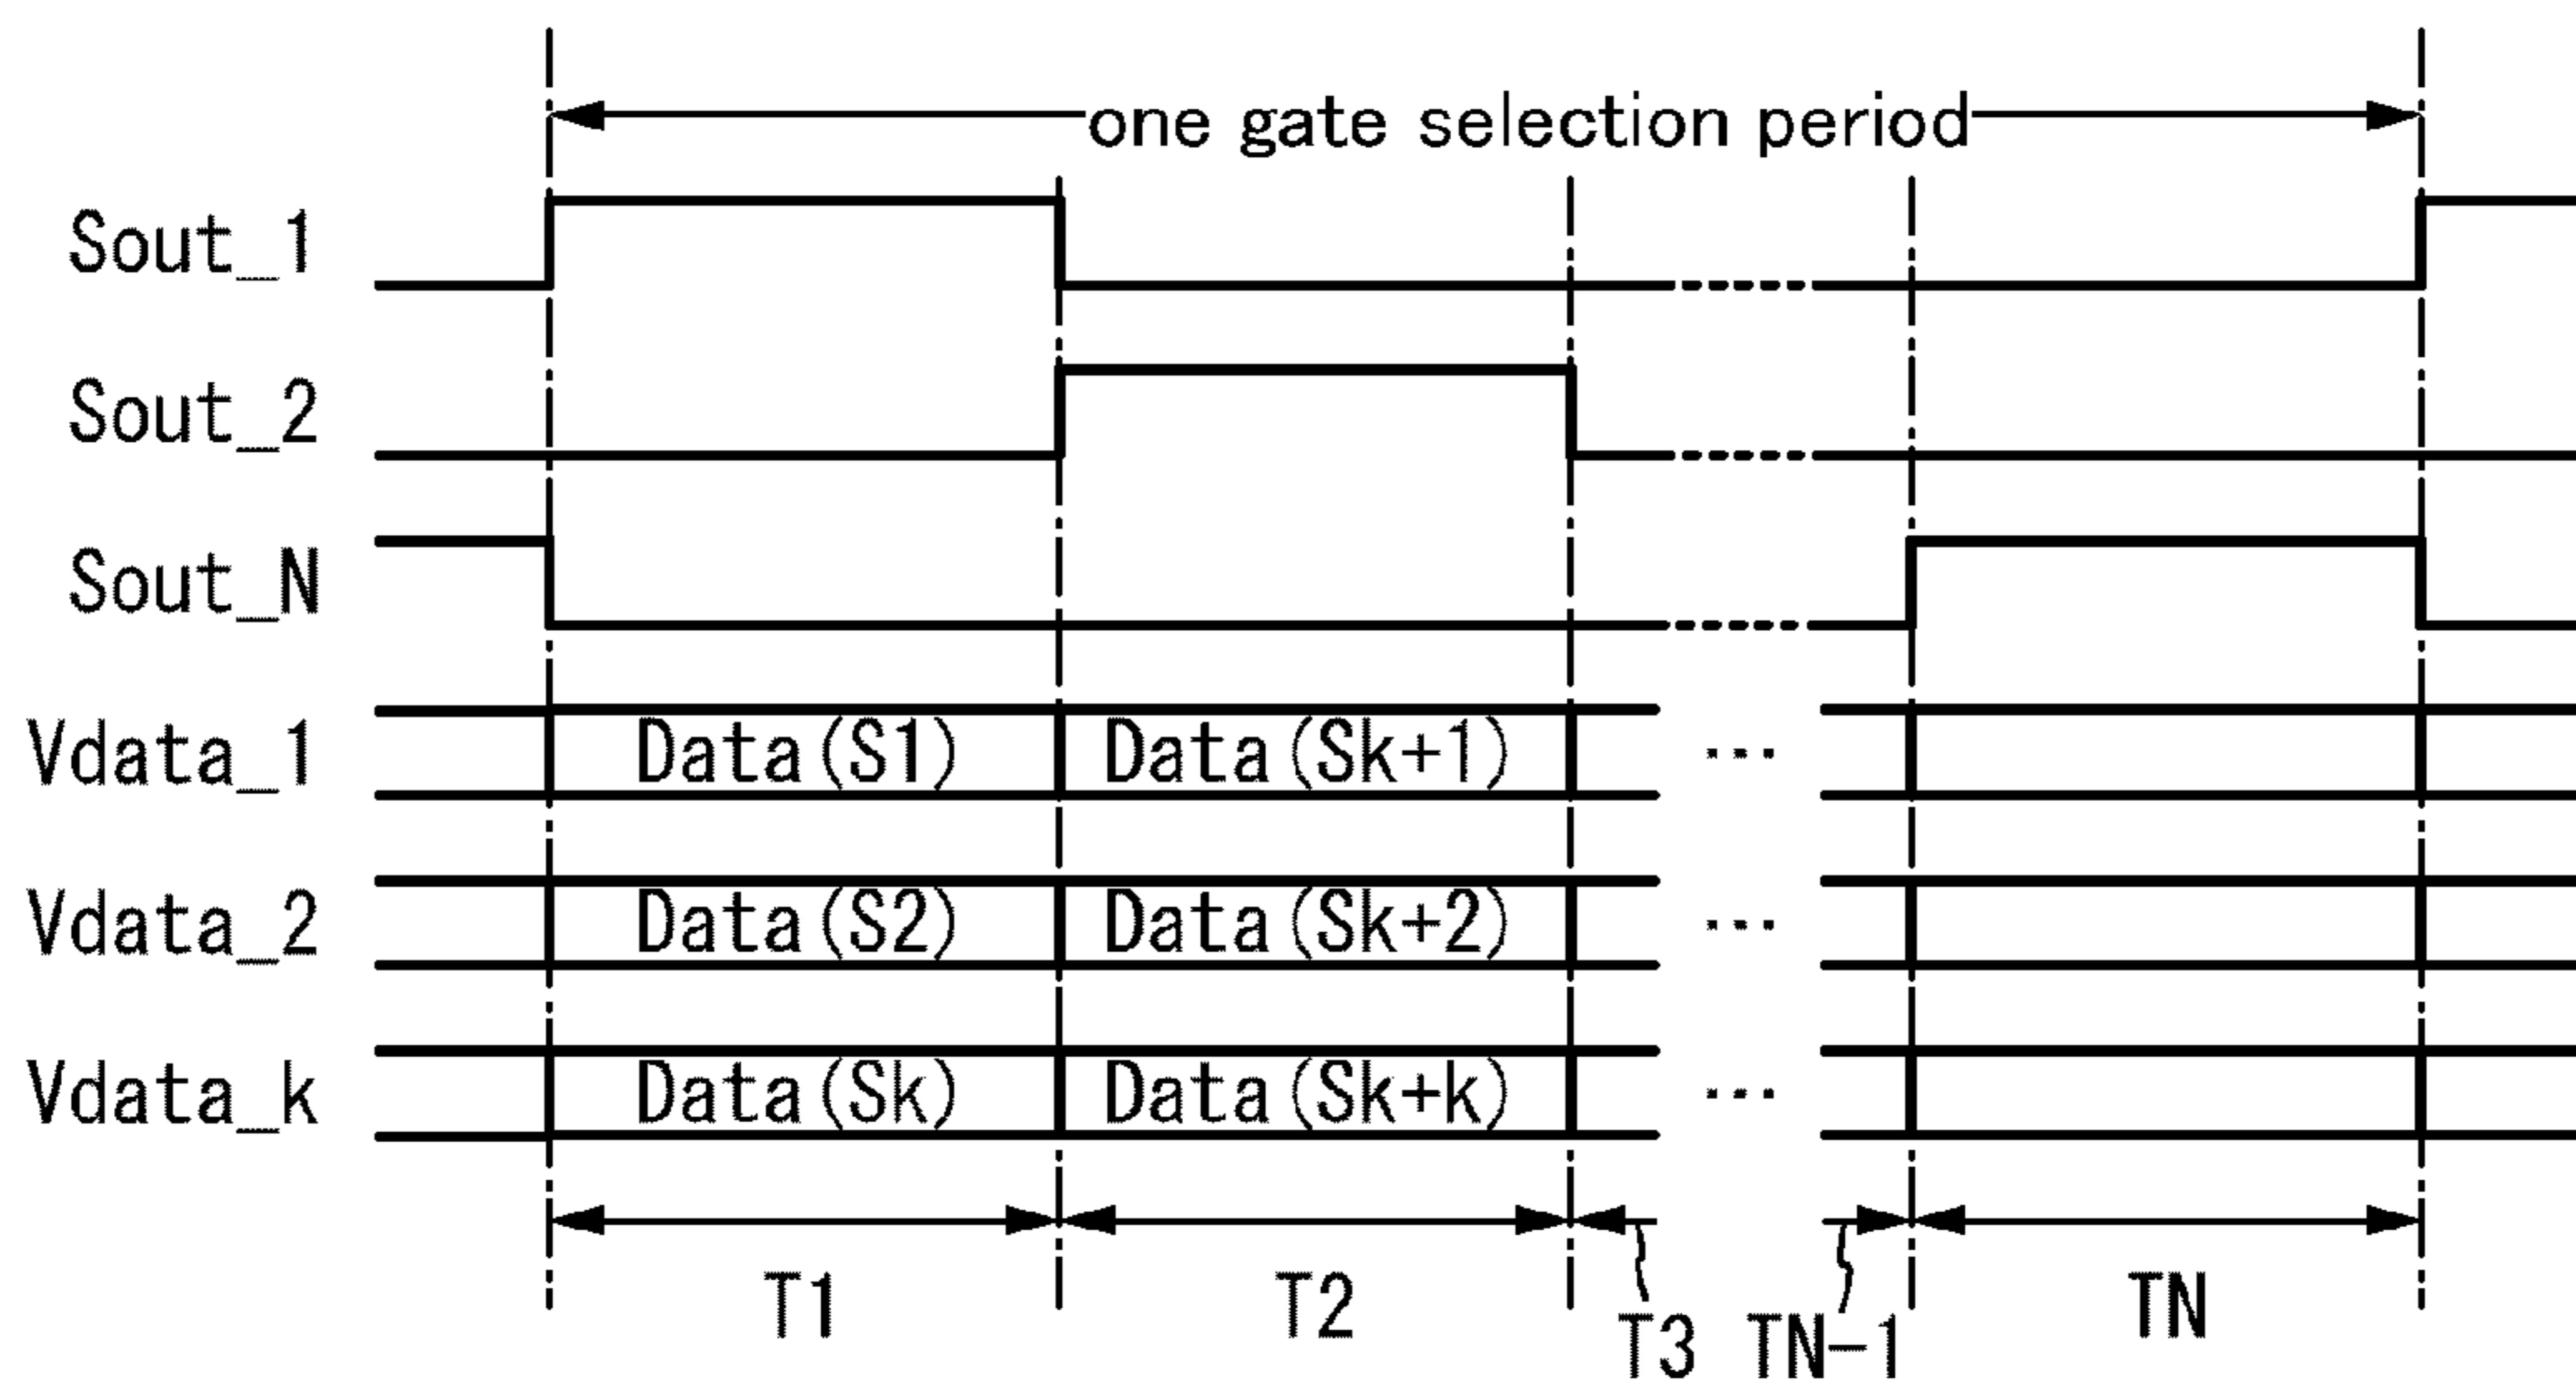 one gate selection period
Sout_1
Sout_2
Sout_N
Vdata_1 Data(S1) Data(Sk+1) ...
Vdata_2 Data(S2) Data(Sk+2) ...
Vdata_k Data(Sk) Data(Sk+k) ...
T1 T2 T3 TN-1 TN